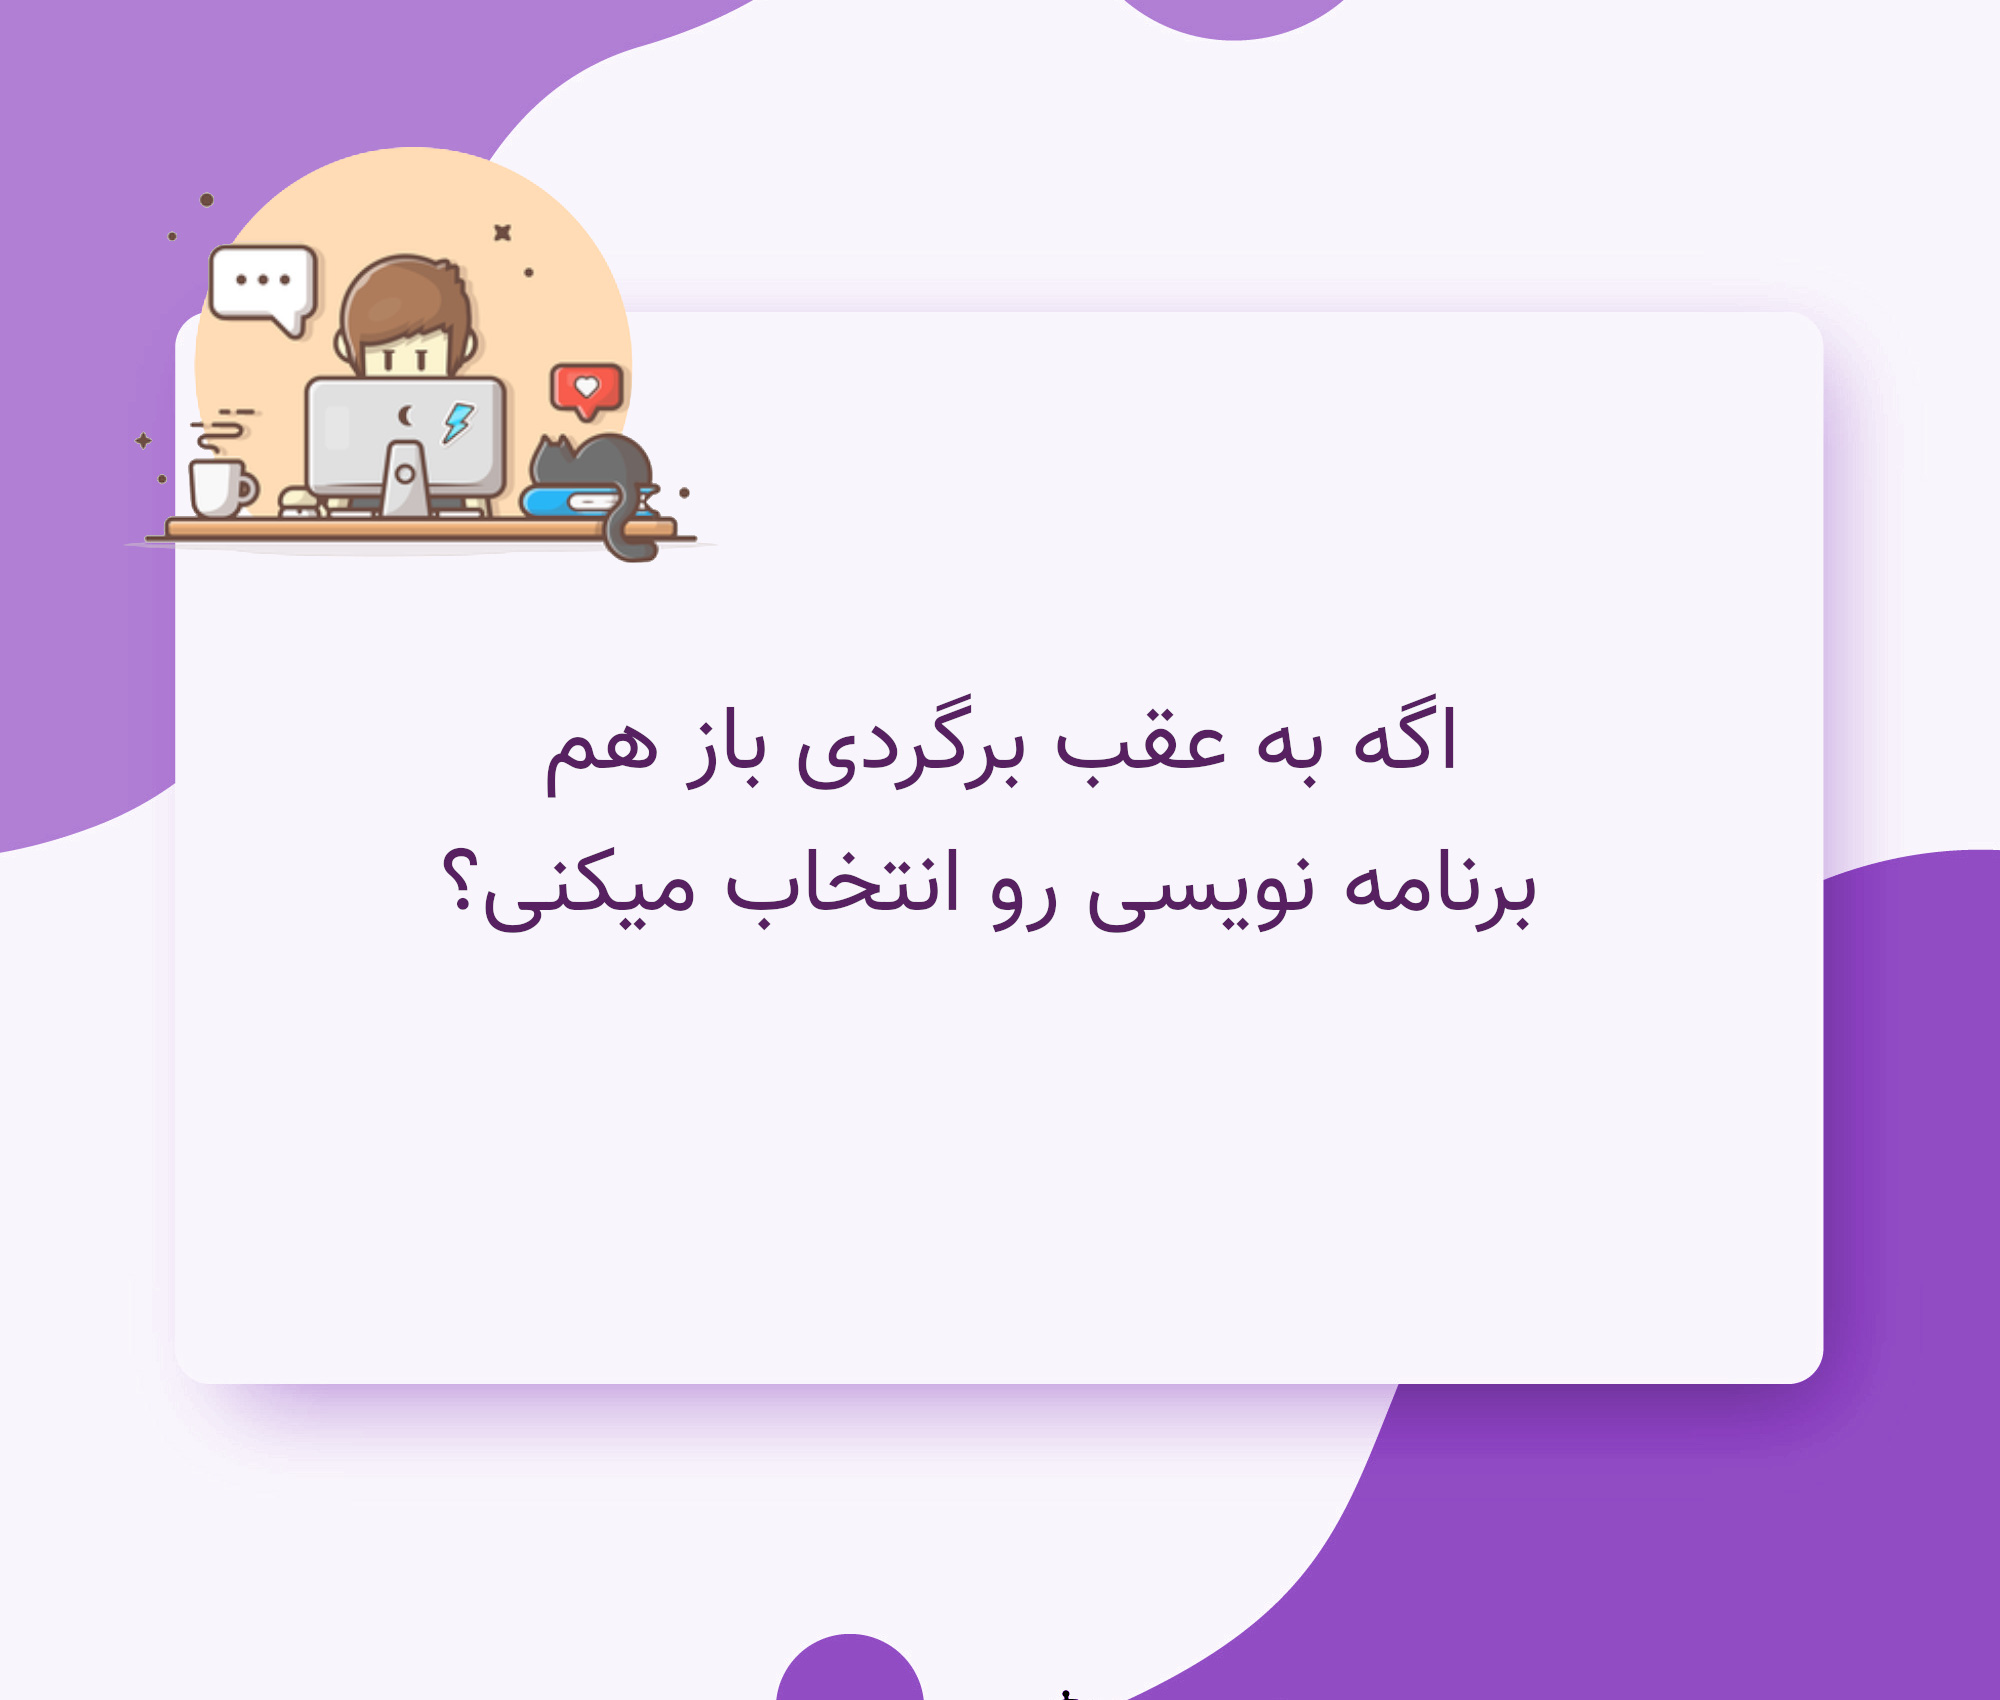 اگه به عقب برگردی باز هم
برنامه نویسی رو انتخاب میکنی؟